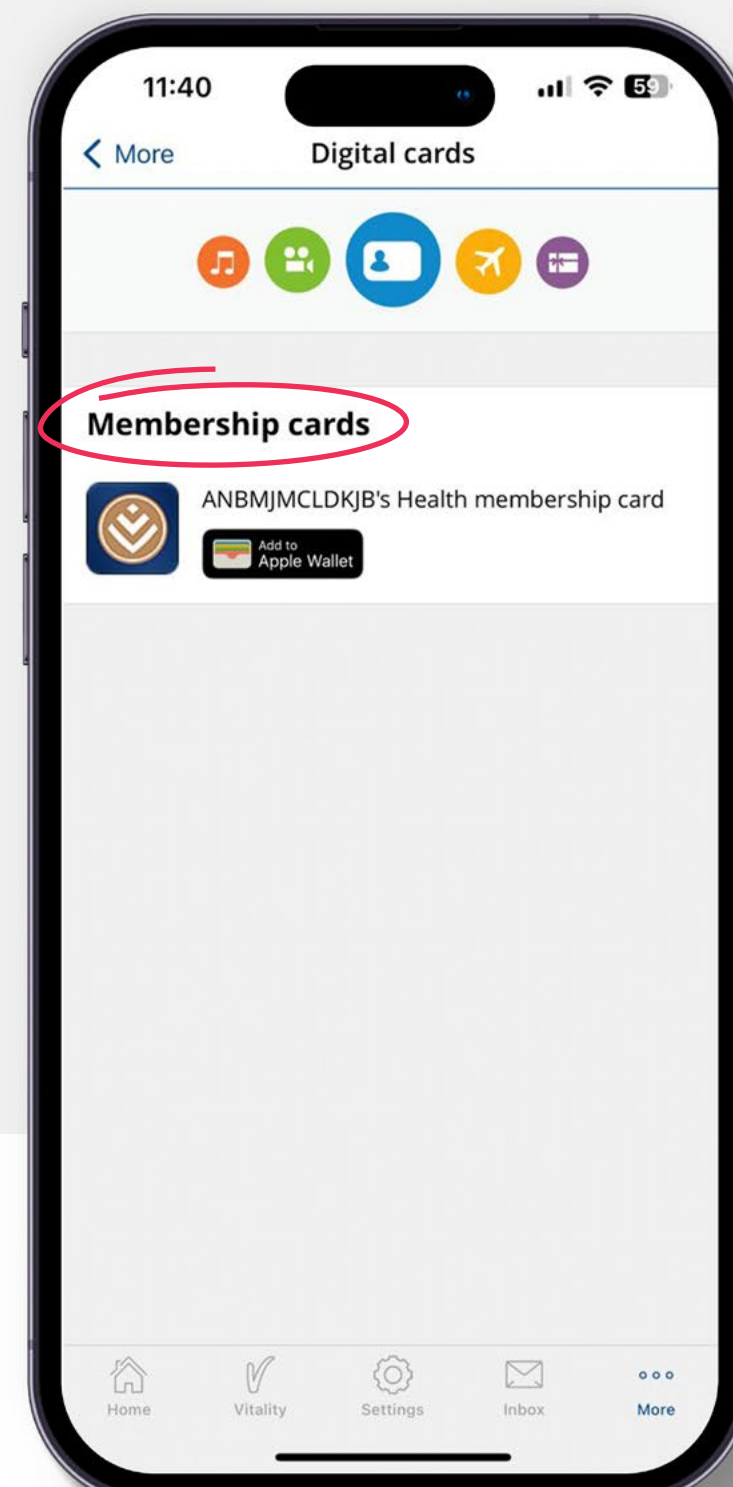 11:40
59
More
Digital cards
Membership cards
ANBMJMCLDKJB's Health membership card
Add to
Apple Wallet
Home
Vitality
Settings
Inbox
More